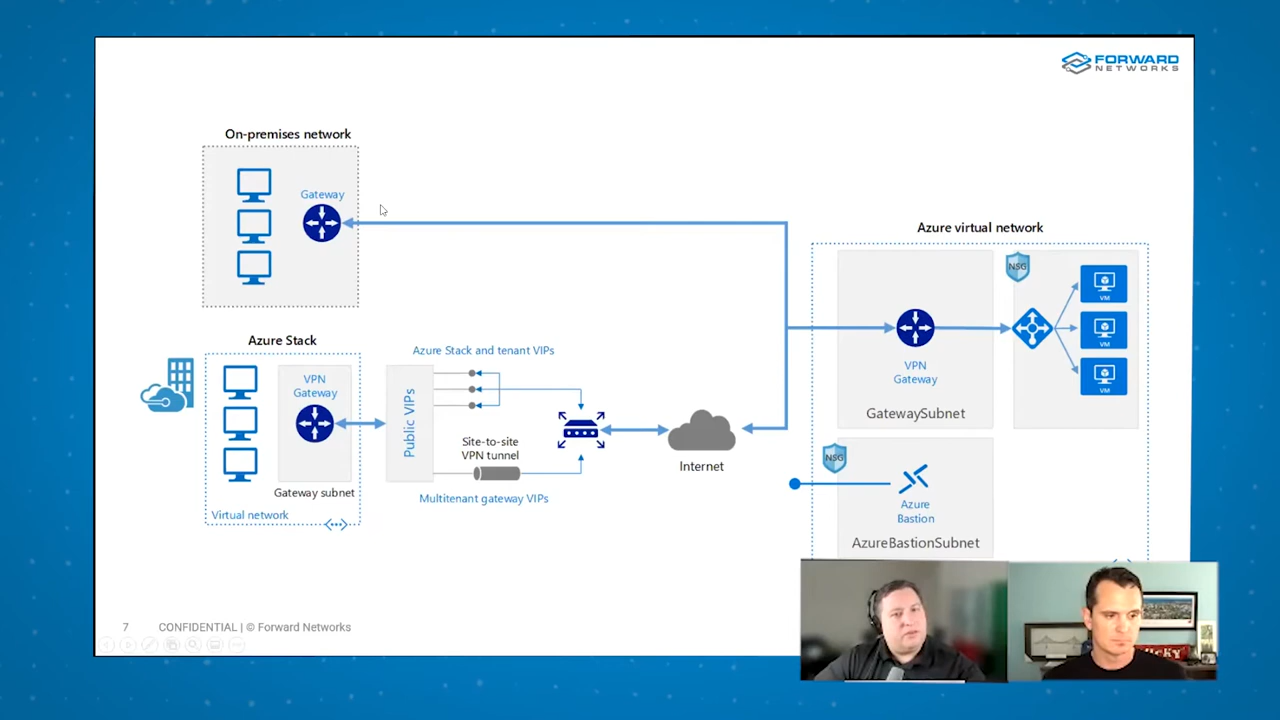 FORWARD
NETWORKS
On-premises network
Gateway
Azure virtual network
NSG
VM
VM
VM
VPN
Gateway
GatewaySubnet
Azure Stack
VPN
Gateway
Gateway subnet
Virtual network
Azure Stack and tenant VIPs
Public VIPs
Site-to-site
VPN tunnel
Multitenant gateway VIPs
Internet
NSG
Azure
Bastion
AzureBastionSubnet
7 CONFIDENTIAL | © Forward Networks